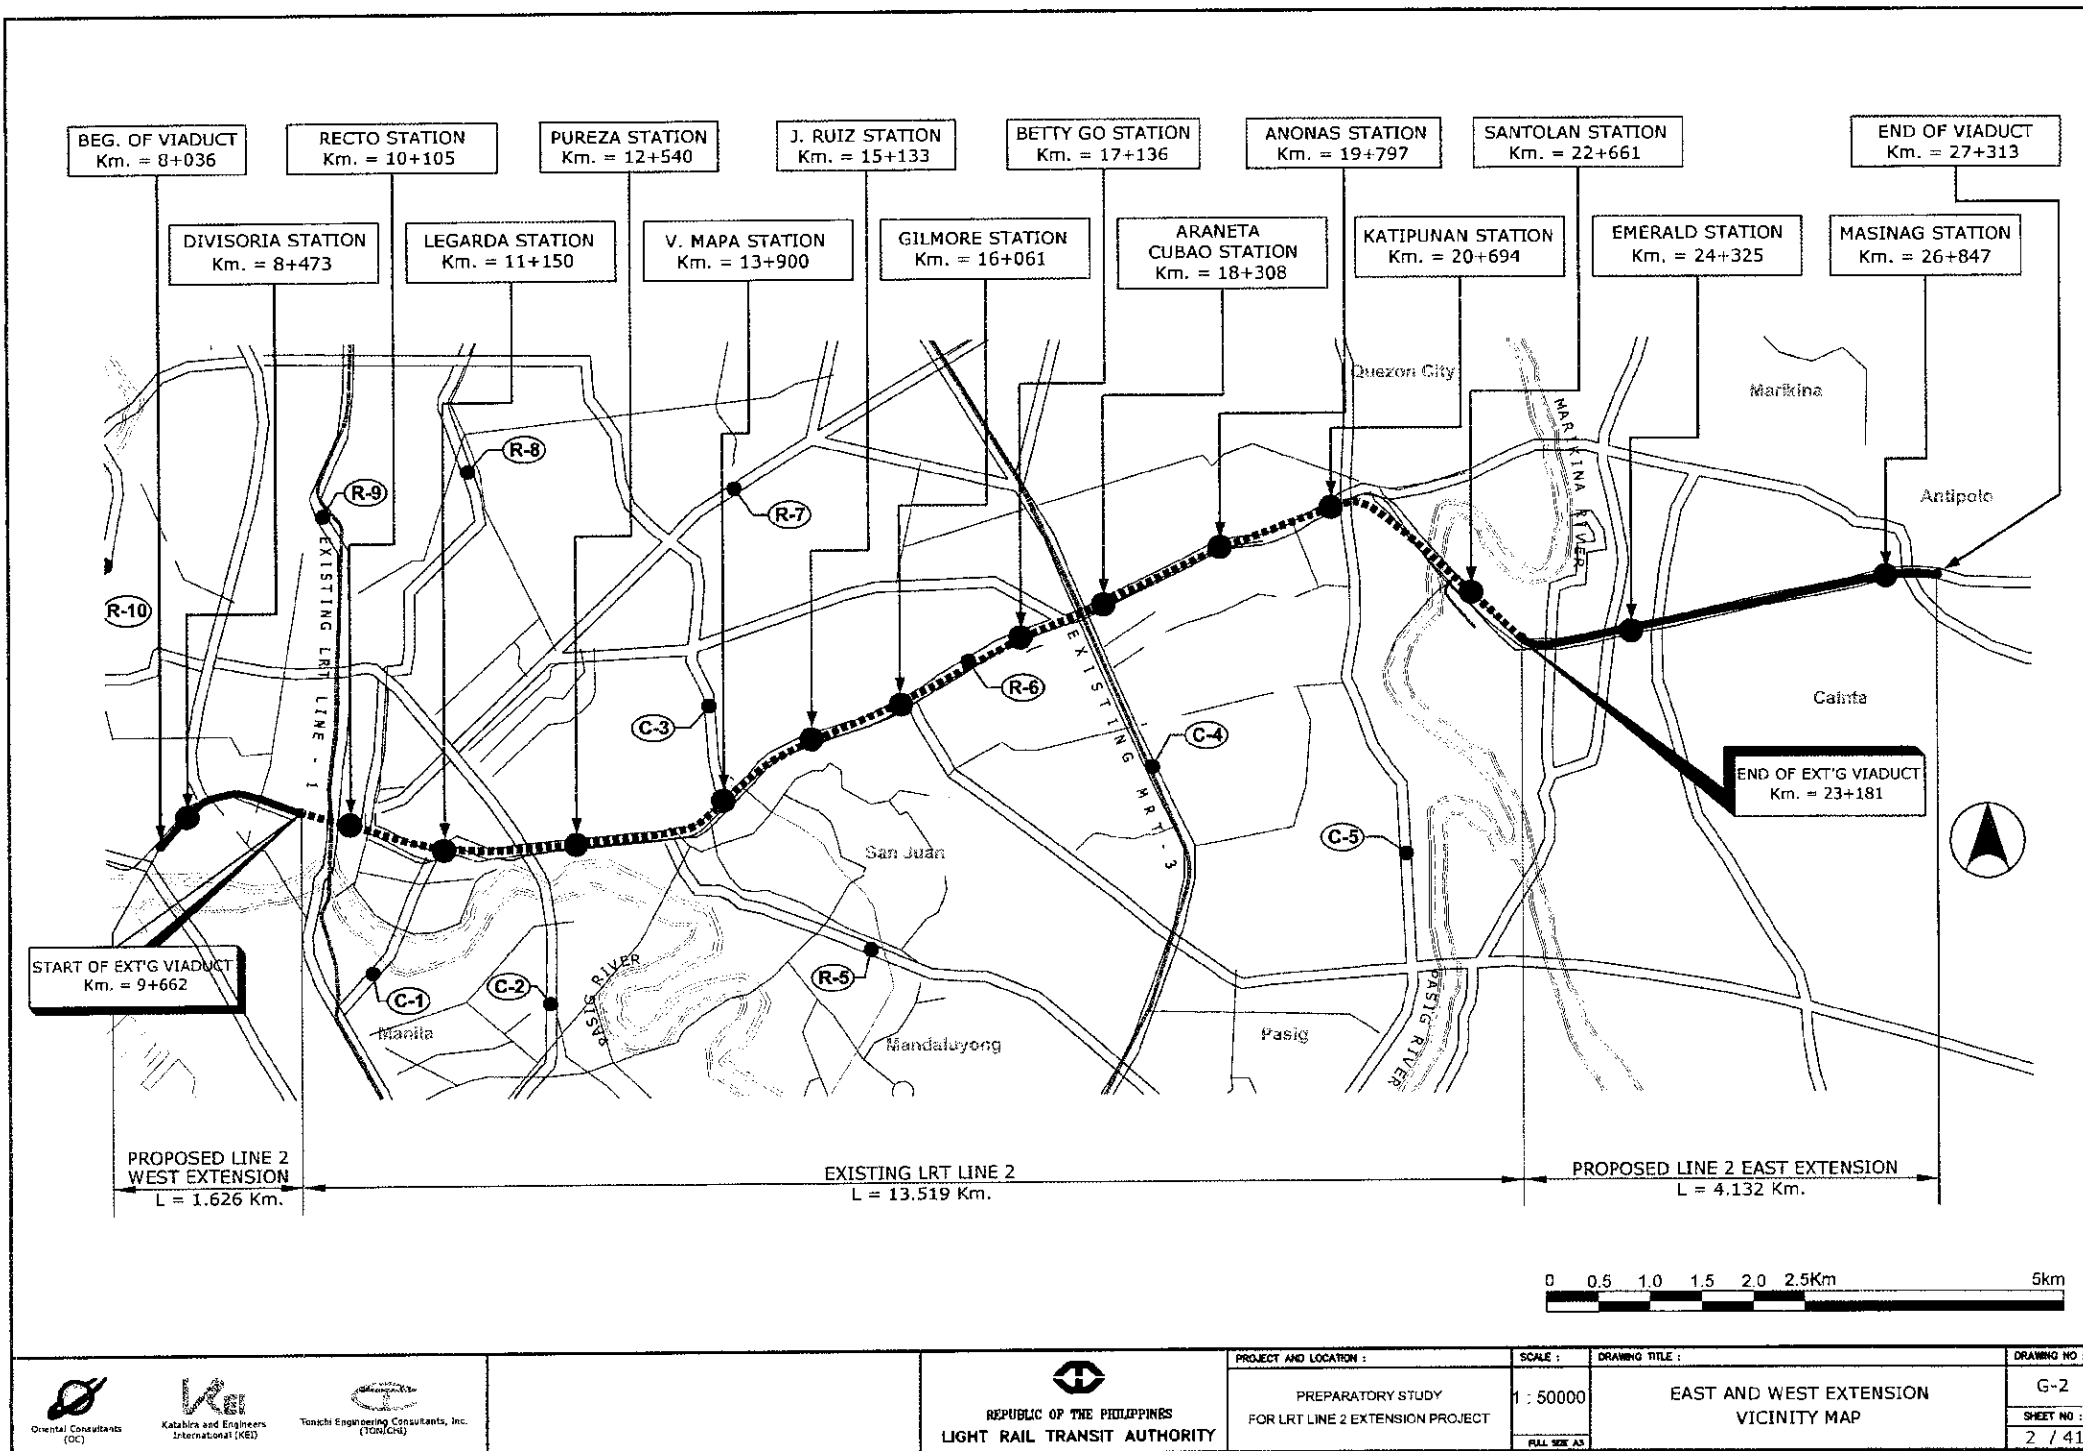 BEG. OF VIADUCT
Km. = 8+036
RECTO STATION
Km. = 10+105
PUREZA STATION
Km. = 12+540
J. RUIZ STATION
Km. = 15+133
BETTY GO STATION
Km. = 17+136
ANONAS STATION
Km. = 19+797
SANTOLAN STATION
Km. = 22+661
END OF VIADUCT
Km. = 27+313
DIVISORIA STATION
Km. = 8+473
LEGARDA STATION
Km. = 11+150
V. MAPA STATION
Km. = 13+900
GILMORE STATION
Km. = 16+061
ARANETA
CUBAO STATION
Km. = 18+308
KATIPUNAN STATION
Km. = 20+694
EMERALD STATION
Km. = 24+325
MASINAG STATION
Km. = 26+847
Quezon City
Marikina
MARIKINA RIVER
Antipolo
R-8
R-9
R-7
R-10
EXISTING LRT LINE - 1
R-6
C-3
EXISTING MRT-3
C-4
Cainta
END OF EXT'G VIADUCT
Km. = 23+181
C-5
San Juan
START OF EXT'G VIADUCT
Km. = 9+662
C-1
C-2
PASIG RIVER
R-5
Manila
Mandaluyong
Pasig
PASIG RIVER
PROPOSED LINE 2
WEST EXTENSION
L = 1.626 Km.
EXISTING LRT LINE 2
L = 13.519 Km.
PROPOSED LINE 2 EAST EXTENSION
L = 4.132 Km.
0 0.5 1.0 1.5 2.0 2.5Km 5km
Oriental Consultants
(OC)
KEI
Katahira and Engineers
International (KEI)
Tonichi Engineering Consultants, Inc.
(TONICHI)
REPUBLIC OF THE PHILIPPINES
LIGHT RAIL TRANSIT AUTHORITY
PROJECT AND LOCATION :
PREPARATORY STUDY
FOR LRT LINE 2 EXTENSION PROJECT
SCALE :
1 : 50000
FULL SIZE A3
DRAWING TITLE :
EAST AND WEST EXTENSION
VICINITY MAP
DRAWING NO :
G-2
SHEET NO :
2 / 41